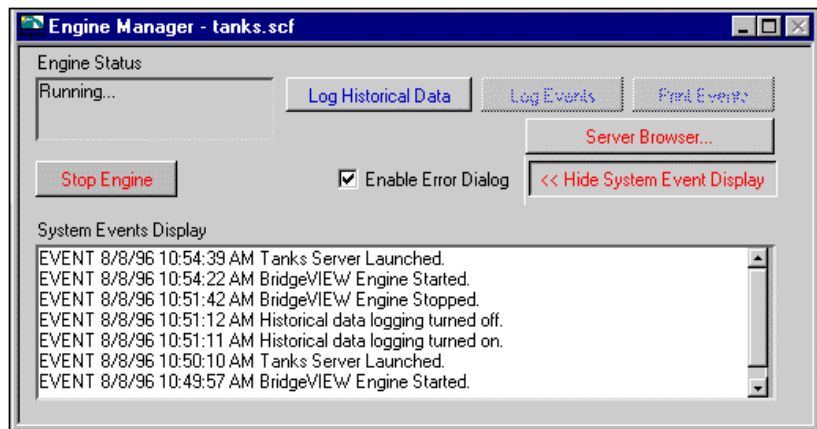 Engine Manager - tanks.scf
Engine Status
Running...
Log Historical Data
Log Events
Print Events
Server Browser...
Stop Engine
Enable Error Dialog
<< Hide System Event Display
System Events Display
EVENT 8/8/96 10:54:39 AM Tanks Server Launched.
EVENT 8/8/96 10:54:22 AM BridgeVIEW Engine Started.
EVENT 8/8/96 10:51:42 AM BridgeVIEW Engine Stopped.
EVENT 8/8/96 10:51:12 AM Historical data logging turned off.
EVENT 8/8/96 10:51:11 AM Historical data logging turned on.
EVENT 8/8/96 10:50:10 AM Tanks Server Launched.
EVENT 8/8/96 10:49:57 AM BridgeVIEW Engine Started.